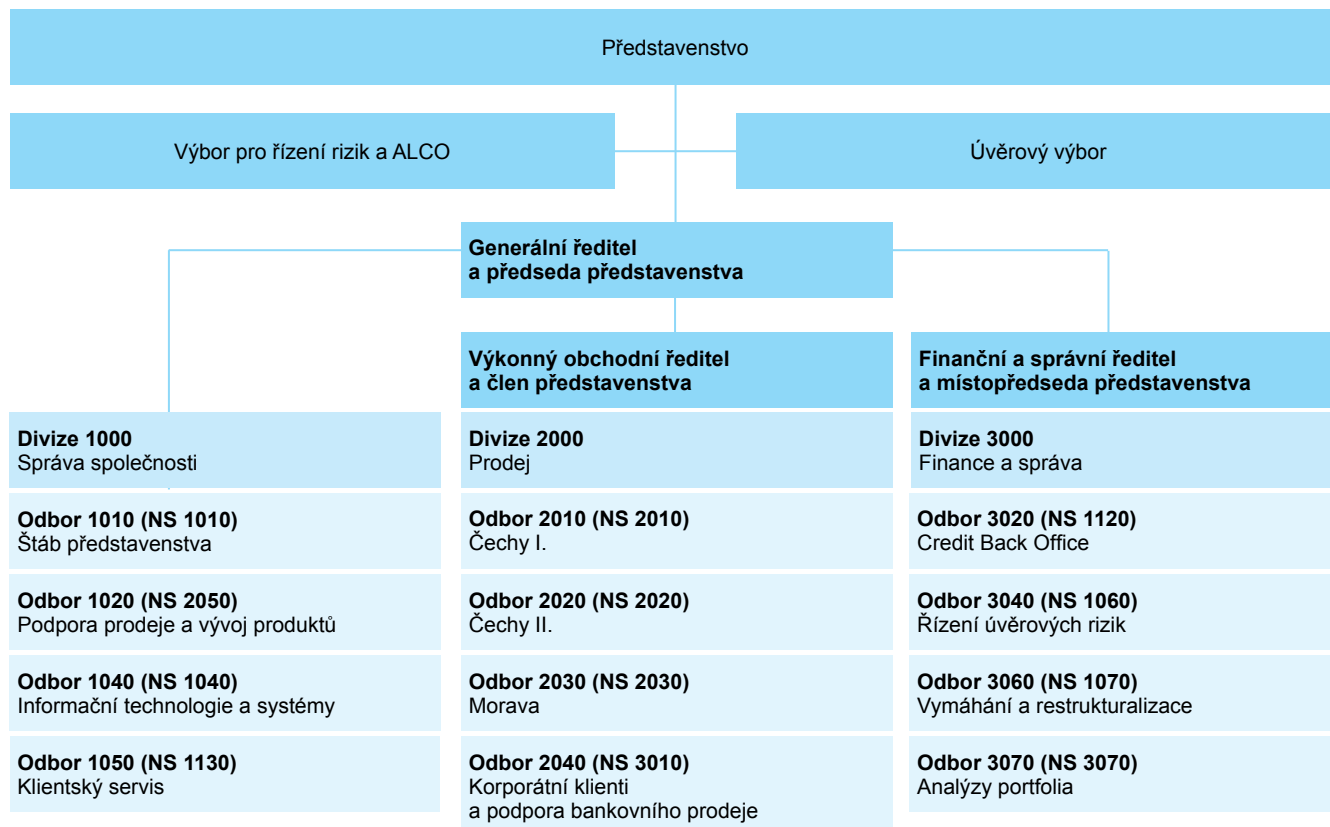 Představenstvo
Výbor pro řízení rizik a ALCO
Úvěrový výbor
Generální ředitel
a předseda představenstva
Výkonný obchodní ředitel
a člen představenstva
Finanční a správní ředitel
a místopředseda představenstva
Divize 1000
Správa společnosti
Odbor 1010 (NS 1010)
Štáb představenstva
Odbor 1020 (NS 2050)
Podpora prodeje a vývoj produktů
Odbor 1040 (NS 1040)
Informační technologie a systémy
Odbor 1050 (NS 1130)
Klientský servis
Divize 2000
Prodej
Odbor 2010 (NS 2010)
Čechy I.
Odbor 2020 (NS 2020)
Čechy II.
Odbor 2030 (NS 2030)
Morava
Odbor 2040 (NS 3010)
Korporátní klienti
a podpora bankovního prodeje
Divize 3000
Finance a správa
Odbor 3020 (NS 1120)
Credit Back Office
Odbor 3040 (NS 1060)
Řízení úvěrových rizik
Odbor 3060 (NS 1070)
Vymáhání a restrukturalizace
Odbor 3070 (NS 3070)
Analýzy portfolia